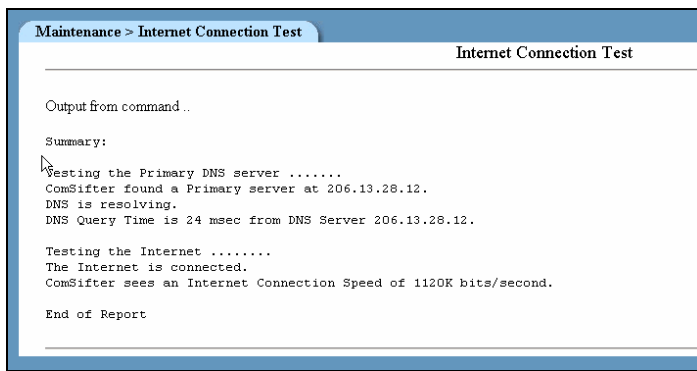 Maintenance > Internet Connection Test
Internet Connection Test
Output from command ..
Summary:
Testing the Primary DNS server .......
ComSifter found a Primary server at 206.13.28.12.
DNS is resolving.
DNS Query Time is 24 msec from DNS Server 206.13.28.12.
Testing the Internet ........
The Internet is connected.
ComSifter sees an Internet Connection Speed of 1120K bits/second.
End of Report